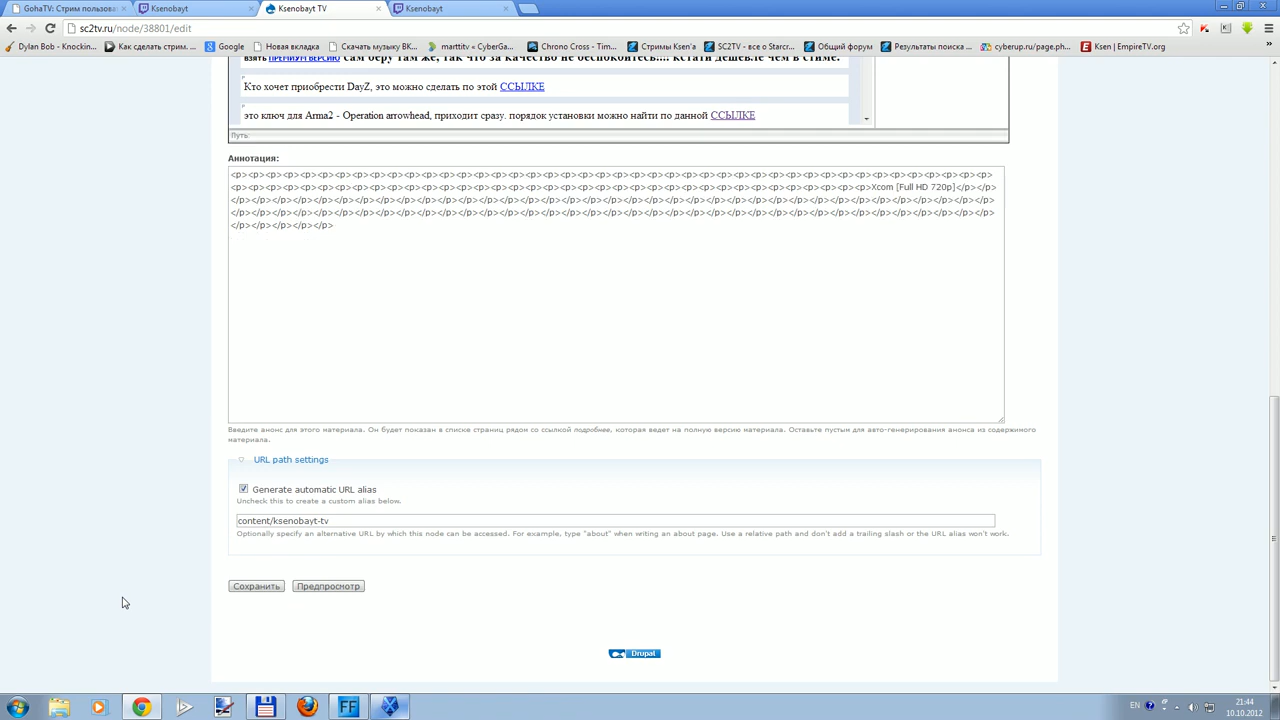 GohaTV: Стрим пользова
Ksenobayt
Ksenobayt TV
Ksenobayt
sc2tv.ru/node/38801/edit
Dylan Bob - Knockin...
Как сделать стрим. ...
Google
Новая вкладка
Скачать музыку ВК...
marttitv ✓ CyberGa...
Chrono Cross - Tim...
Стримы Ksen'а
SC2TV - все о Starcr...
Общий форум
Результаты поиска ...
cyberup.ru/page.ph...
Ksen | EmpireTV.org
взять ПРЕМИУМ ВЕРСИЮ сам беру там же, так что за качество не беспокойтесь.... кстати дешевле чем в стиме.
Кто хочет приобрести DayZ, это можно сделать по этой ССЫЛКЕ
это ключ для Arma2 - Operation arrowhead, приходит сразу. порядок установки можно найти по данной ССЫЛКЕ
Путь:
Аннотация:
<p><p><p><p><p><p><p><p><p><p><p><p><p><p><p><p><p><p><p><p><p><p><p><p><p><p><p><p><p><p><p><p><p><p><p><p><p><p><p><p><p><p><p>
<p><p><p><p><p><p><p><p><p><p><p><p><p><p><p><p><p><p><p><p><p><p><p><p><p><p><p><p><p><p><p><p><p><p><p><p>Xcom [Full HD 720p]</p></p>
</p></p></p></p></p></p></p></p></p></p></p></p></p></p></p></p></p></p></p></p></p></p></p></p></p></p></p></p></p></p></p></p></p></p></p></p>
</p></p></p></p></p></p></p></p></p></p></p></p></p></p></p></p></p></p></p></p></p></p></p></p></p></p></p></p></p></p></p></p></p></p></p></p>
</p></p></p></p></p>
Введите анонс для этого материала. Он будет показан в списке страниц рядом со ссылкой подробнее, которая ведет на полную версию материала. Оставьте пустым для авто-генерирования анонса из содержимого
материала.
URL path settings
Generate automatic URL alias
Uncheck this to create a custom alias below.
content/ksenobayt-tv
Optionally specify an alternative URL by which this node can be accessed. For example, type "about" when writing an about page. Use a relative path and don't add a trailing slash or the URL alias won't work.
Сохранить
Предпросмотр
Drupal
FF
EN
21:44
10.10.2012